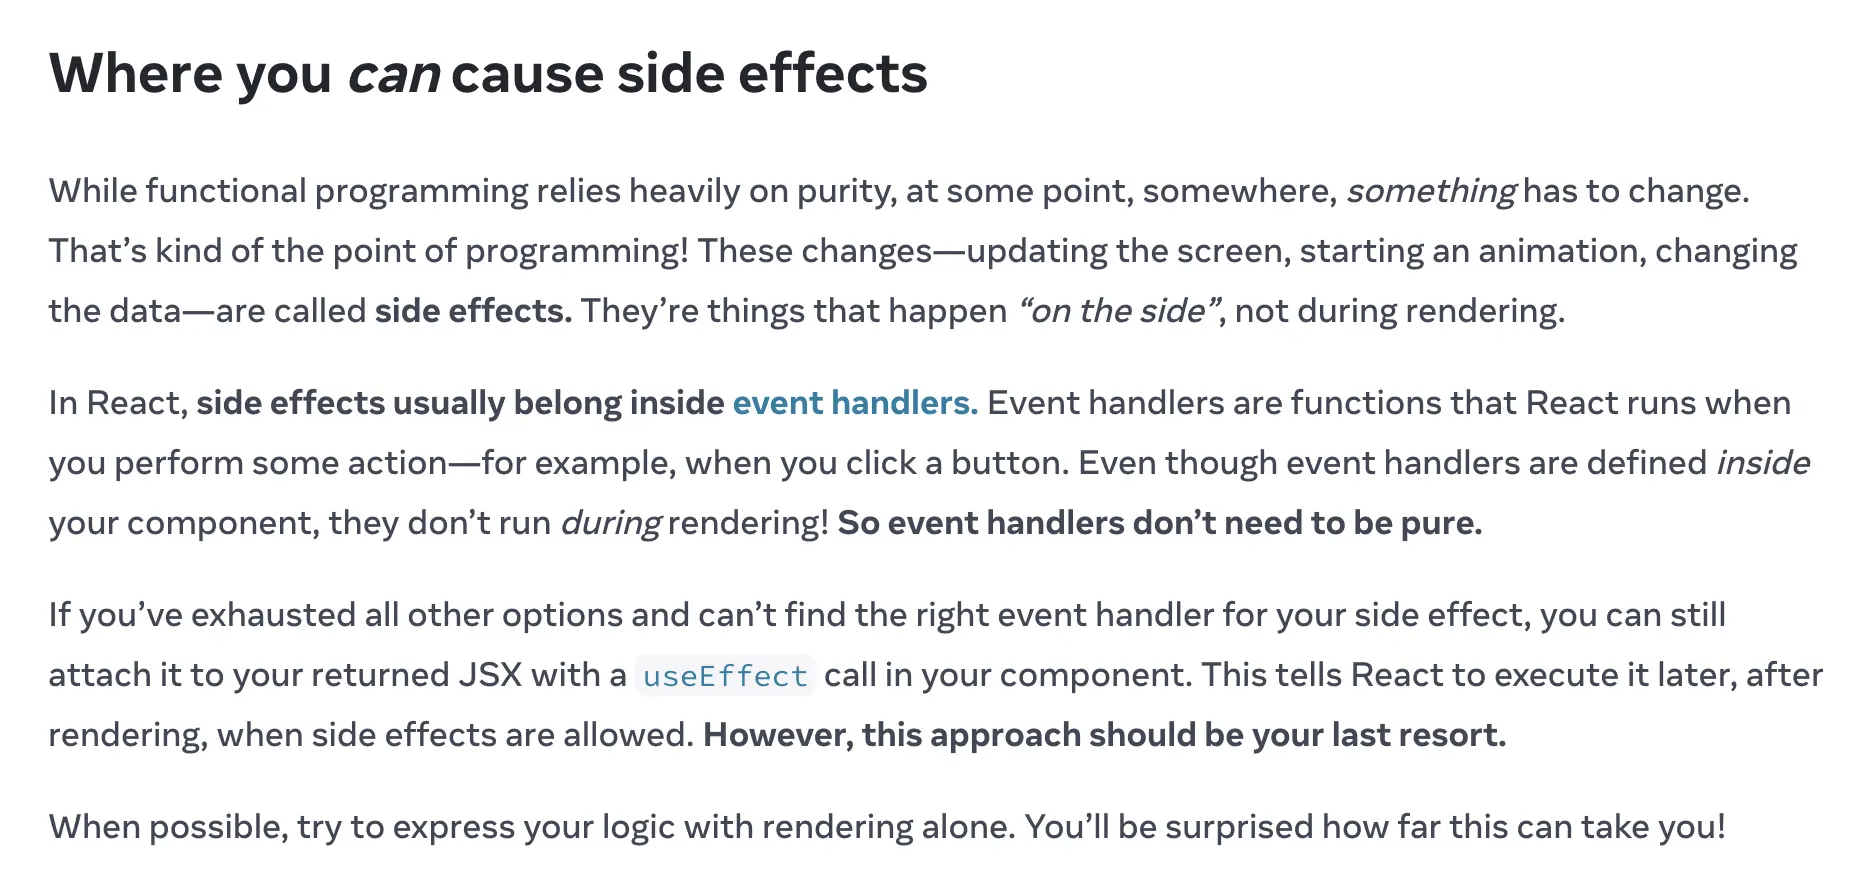 Where you can cause side effects
While functional programming relies heavily on purity, at some point, somewhere, something has to change.
That’s kind of the point of programming! These changes—updating the screen, starting an animation, changing
the data—are called side effects. They’re things that happen “on the side”, not during rendering.
In React, side effects usually belong inside event handlers. Event handlers are functions that React runs when
you perform some action—for example, when you click a button. Even though event handlers are defined inside
your component, they don’t run during rendering! So event handlers don’t need to be pure.
If you’ve exhausted all other options and can’t find the right event handler for your side effect, you can still
attach it to your returned JSX with a useEffect call in your component. This tells React to execute it later, after
rendering, when side effects are allowed. However, this approach should be your last resort.
When possible, try to express your logic with rendering alone. You’ll be surprised how far this can take you!